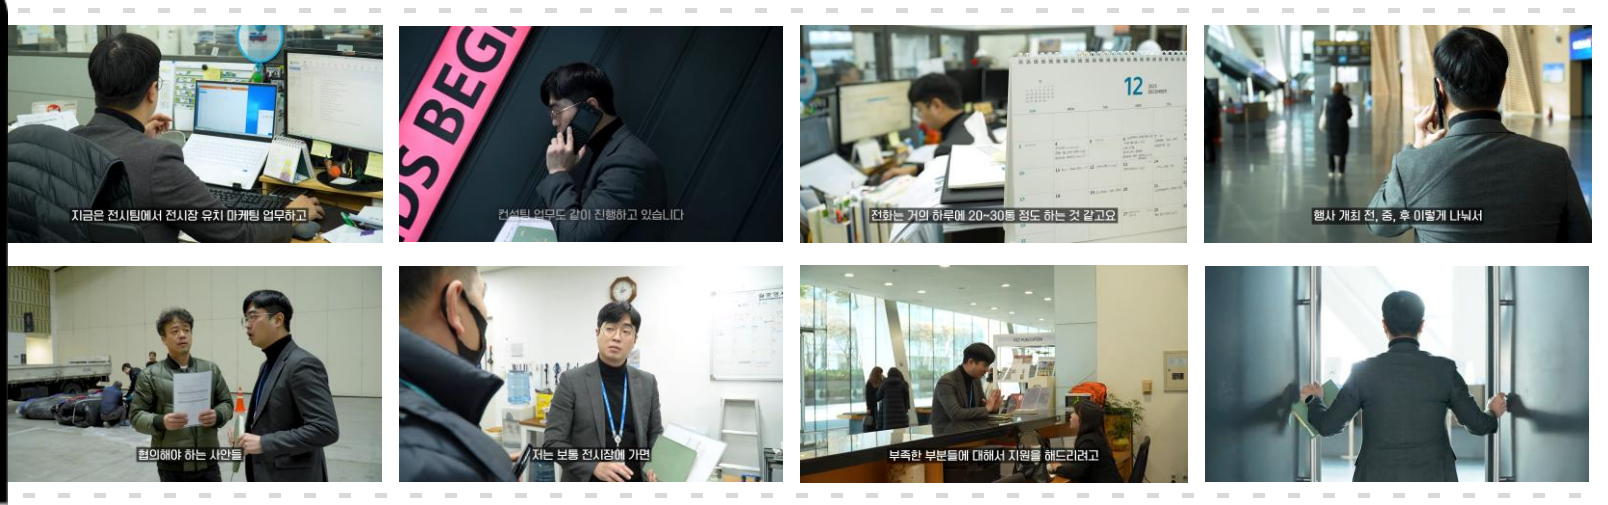 지금은 전시팀에서 전시장 유치 마케팅 업무하고
DS BEGI
컨설팅 업무도 같이 진행하고 있습니다
12
2023
DECEMBER
전화는 거의 하루에 20~30통 정도 하는 것 같고요
행사 개최 전, 중, 후 이렇게 나눠서
협의해야 하는 사안들
저는 보통 전시장에 가면
부족한 부분들에 대해서 지원을 해드리려고